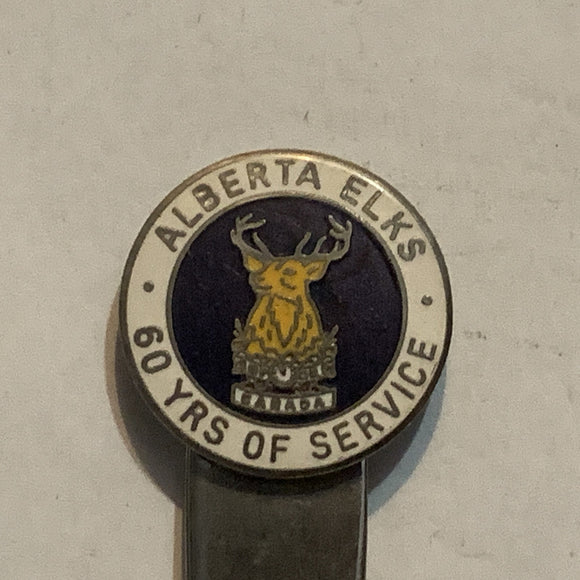 ALBERTA ELKS
60 YRS OF SERVICE
CANADA